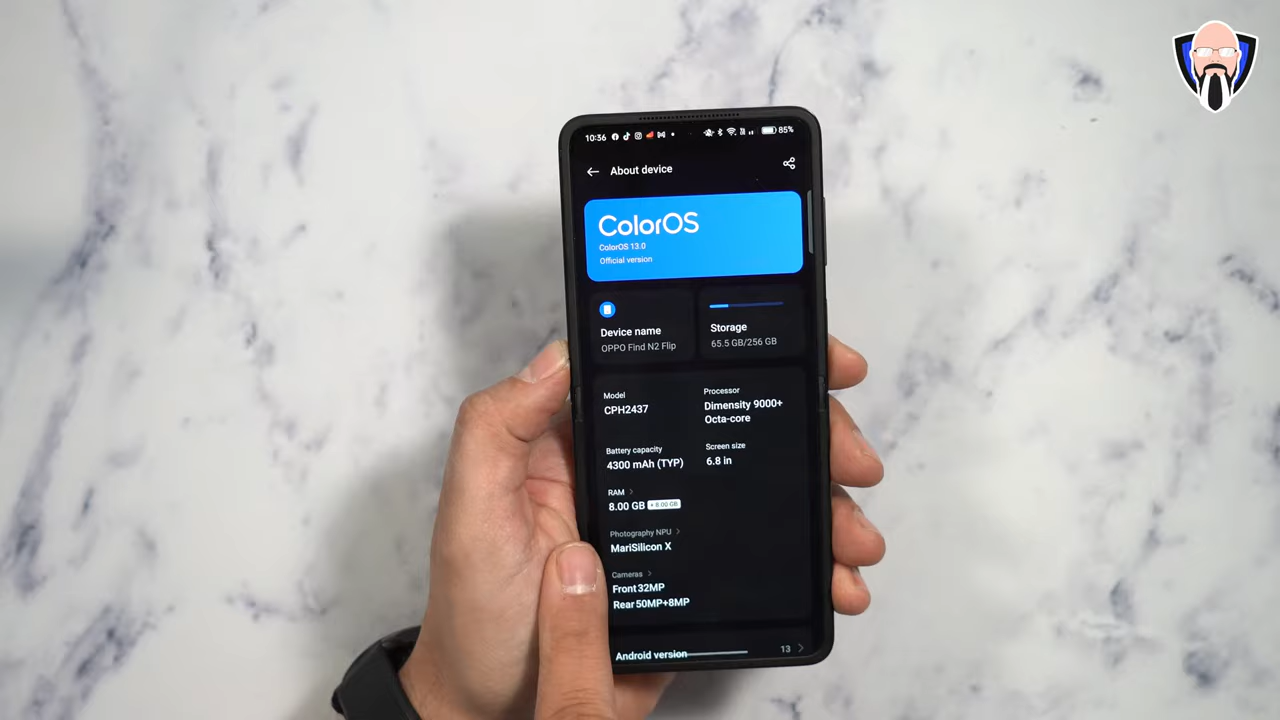 10:36
85%
About device
ColorOS
ColorOS 13.0
Official version
Device name
OPPO Find N2 Flip
Storage
65.5 GB/256 GB
Model
CPH2437
Processor
Dimensity 9000+
Octa-core
Battery capacity
4300 mAh (TYP)
Screen size
6.8 in
RAM
8.00 GB + 8.00 GB
Photography NPU
MariSilicon X
Cameras
Front 32MP
Rear 50MP+8MP
Android version 13